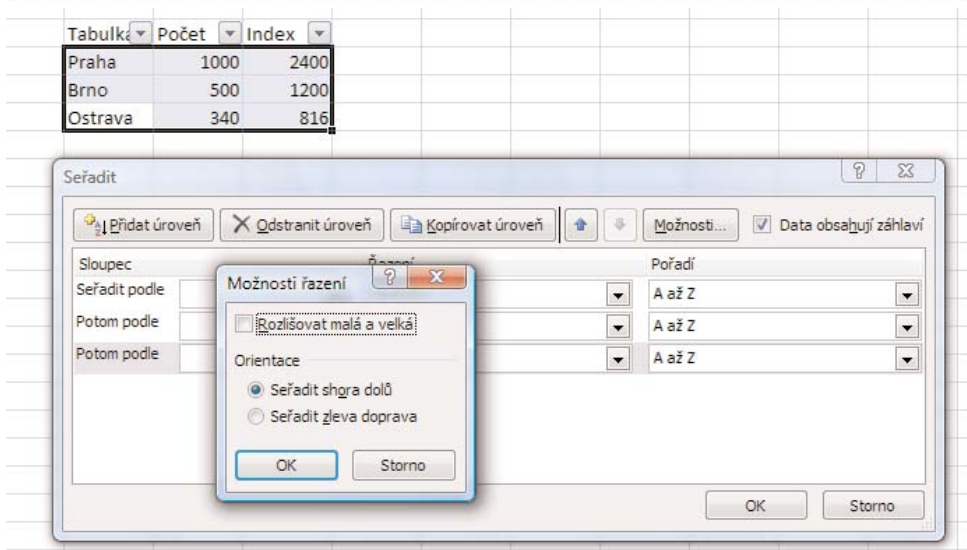 Tabulka Počet Index
Praha 1000 2400
Brno 500 1200
Ostrava 340 816
Seřadit
Přidat úroveň Odstranit úroveň Kopírovat úroveň Možnosti... Data obsahují záhlaví
Sloupec Řazení Pořadí
Seřadit podle A až Z
Potom podle A až Z
Potom podle A až Z
Možnosti řazení
Rozlišovat malá a velká
Orientace
Seřadit shora dolů
Seřadit zleva doprava
OK Storno
OK Storno